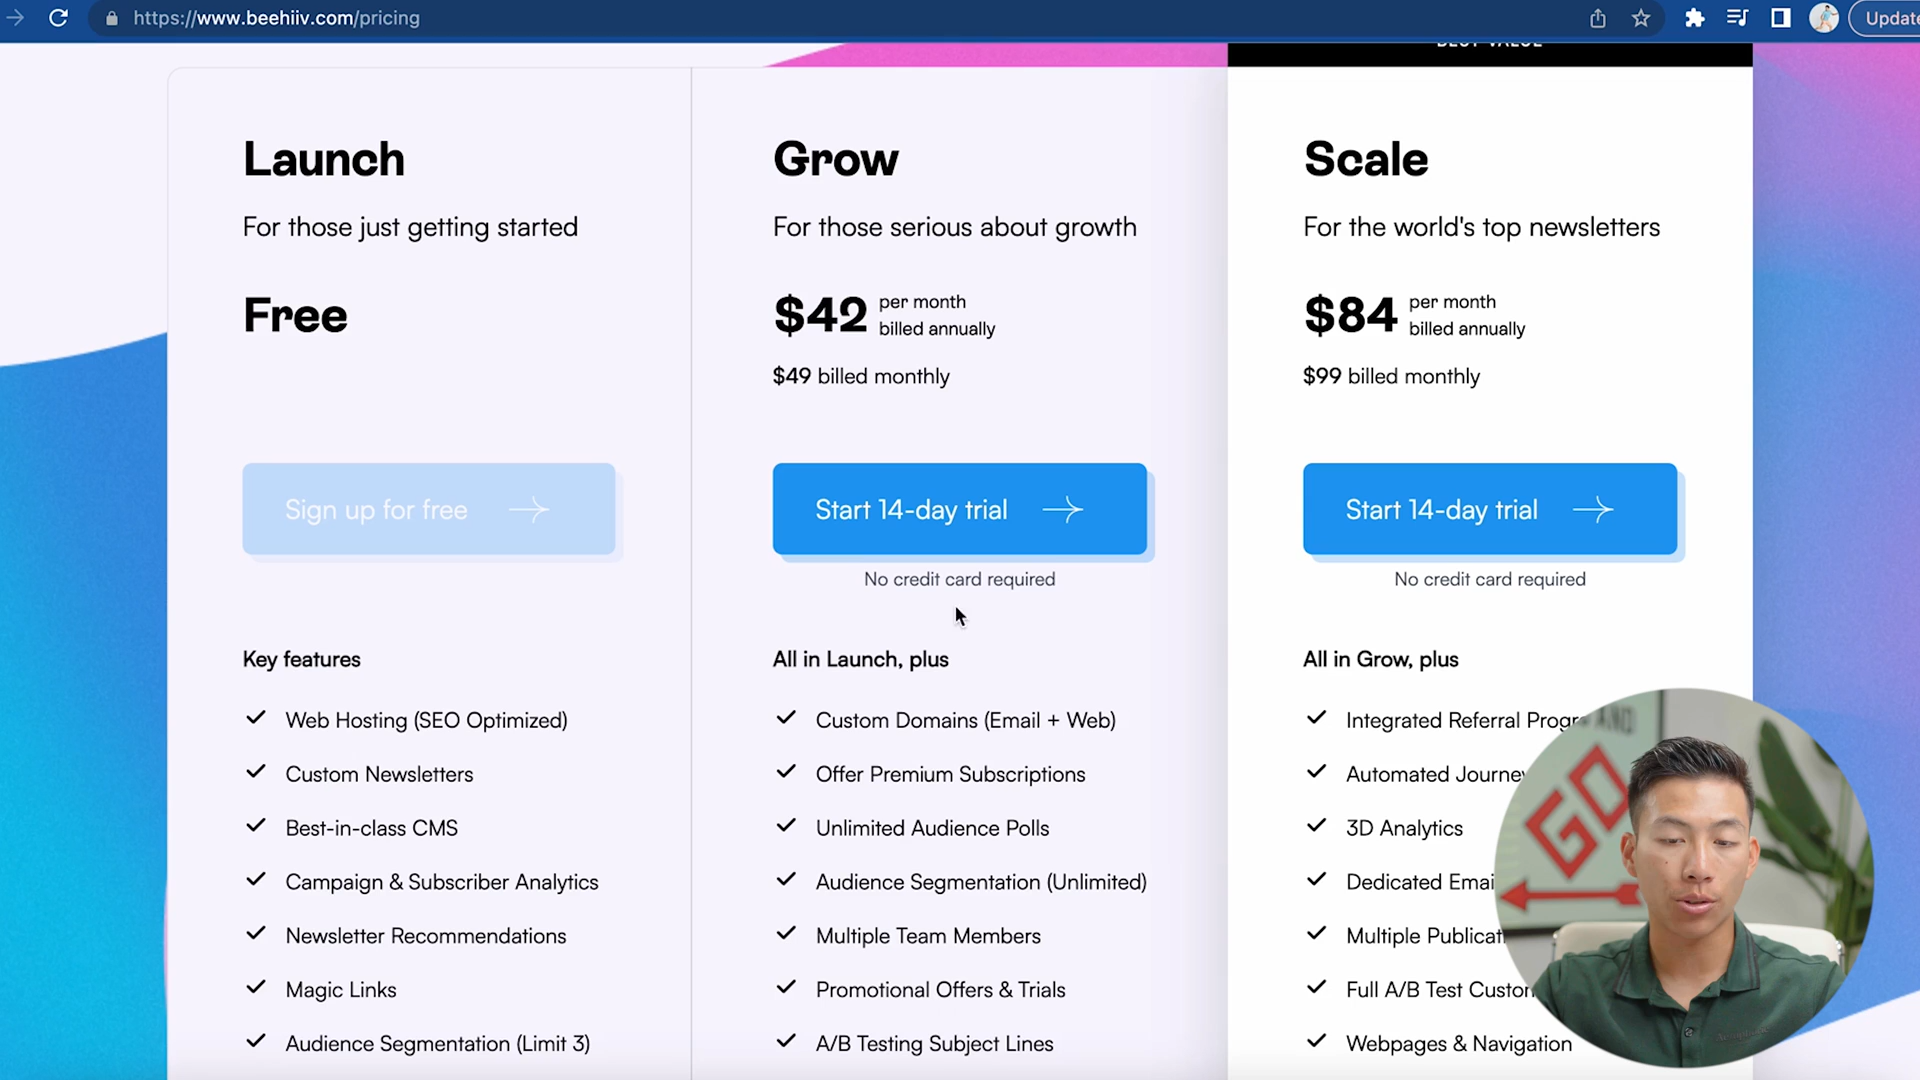 https://www.beehiiv.com/pricing
Update
BEST VALUE
Launch
For those just getting started
Free
Sign up for free
Key features
Web Hosting (SEO Optimized)
Custom Newsletters
Best-in-class CMS
Campaign & Subscriber Analytics
Newsletter Recommendations
Magic Links
Audience Segmentation (Limit 3)
Grow
For those serious about growth
$42 per month
billed annually
$49 billed monthly
Start 14-day trial
No credit card required
All in Launch, plus
Custom Domains (Email + Web)
Offer Premium Subscriptions
Unlimited Audience Polls
Audience Segmentation (Unlimited)
Multiple Team Members
Promotional Offers & Trials
A/B Testing Subject Lines
Scale
For the world's top newsletters
$84 per month
billed annually
$99 billed monthly
Start 14-day trial
No credit card required
All in Grow, plus
Integrated Referral Progr
Automated Journey
3D Analytics
Dedicated Emai
Multiple Publicat
Full A/B Test Custom
Webpages & Navigation
GO